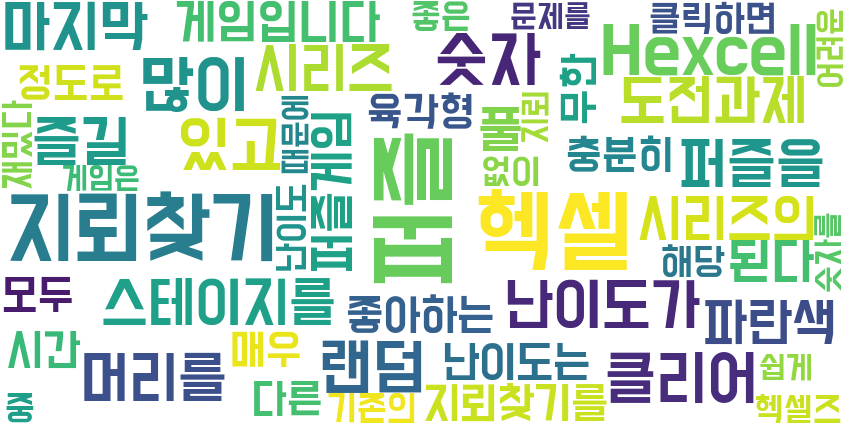 마지막
게임입니다
좋은
문제를
클릭하면
어려운
정도로
많이
시리즈
숫자
Hexcell
무한
도전과제
재밌다
즐길
있고
때문에
육각형
풀
지뢰
게임은
퍼즐게임
퍼즐
없이
충분히
퍼즐을
지뢰찾기
난이도
헥셀
시리즈의
해당
된다
숫자를
모두
스테이지를
좋아하는
난이도가
파란색
시간
머리를
매우
랜덤
난이도는
클리어
쉽게
중
다른
기존의
지뢰찾기를
헥셀즈